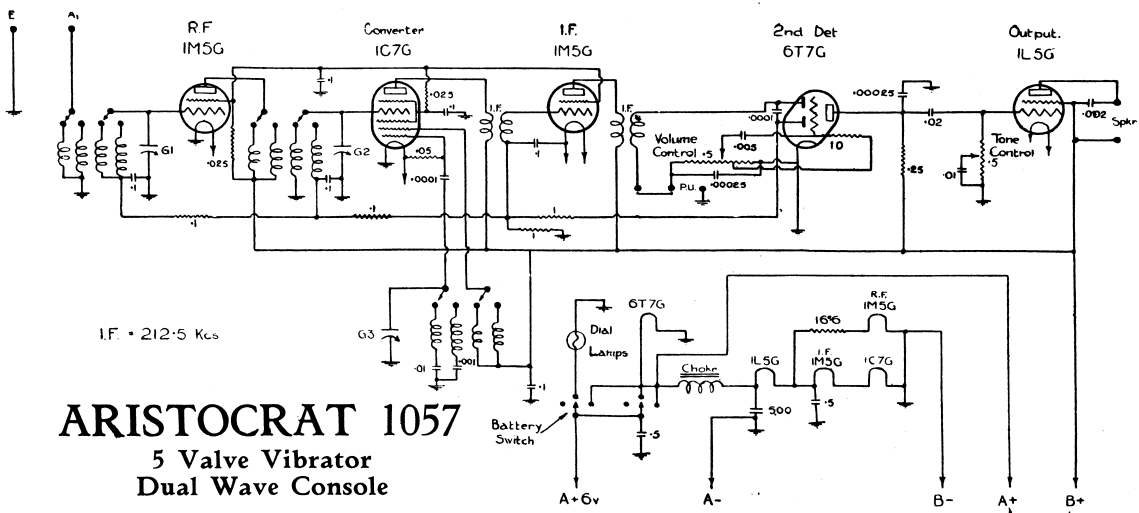 E
A1
R.F
1M5G
Converter
1C7G
I.F.
1M5G
2nd Det
6T7G
Output.
1L5G
.1
.025
.1
I.F.
I.F.
.0001
.00025
.02
.0102
Spkr
G1
.025
G2
.05
.0001
.1
Volume
Control
.5
.005
10
.00025
P.U.
.25
Tone
Control
.5
.01
.1
.1
.1
.1
1
1
I.F. = 212.5 Kcs
G3
.01
.001
.1
Dial
Lamps
6T7G
Choke
R.F.
1M5G
16ω6
1L5G
I.F.
1M5G
1C7G
500
.5
Battery
Switch
.5
ARISTOCRAT 1057
5 Valve Vibrator
Dual Wave Console
A+6v
A-
B-
A+
B+